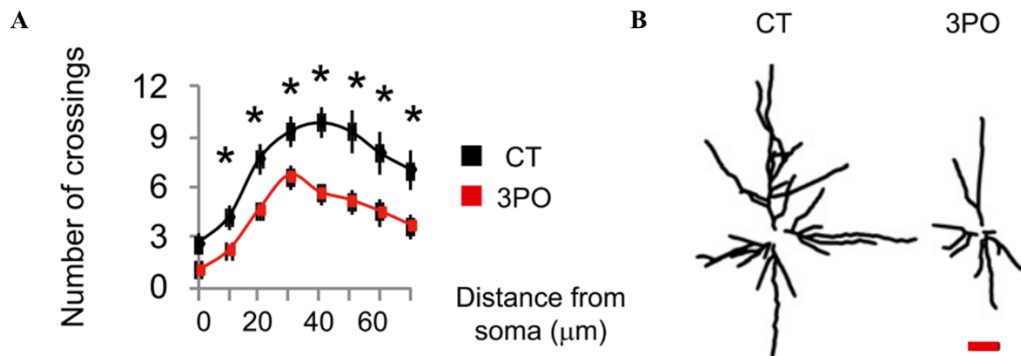 A
Number of crossings
12
9
6
3
0
* * * * * * *
0 20 40 60
Distance from
soma (μm)
CT
3PO
B
CT 3PO